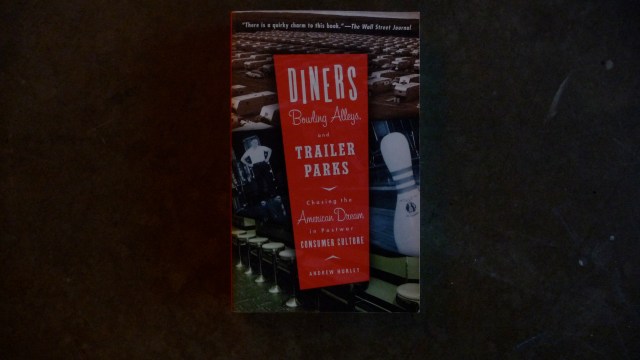 "There is a quirky charm to this book."—The Wall Street Journal
DINERS
Bowling Alleys,
and
TRAILER
PARKS
Chasing the
American Dream
in Postwar
CONSUMER CULTURE
ANDREW HURLEY